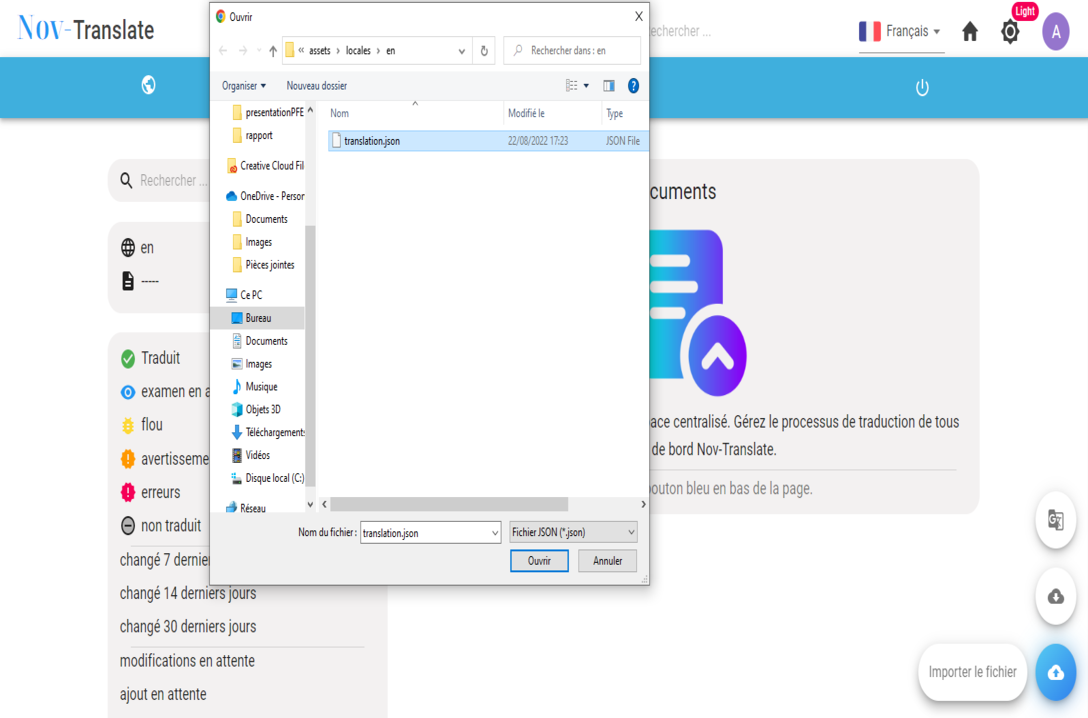 Nov-Translate
echercher ...
Français
Light
A
Ouvrir
« assets › locales › en
Rechercher dans : en
Organiser
Nouveau dossier
?
presentationPFE
rapport
Creative Cloud Fil
OneDrive - Person
Documents
Images
Pièces jointes
Ce PC
Bureau
Documents
Images
Musique
Objets 3D
Téléchargements
Vidéos
Disque local (C:)
Réseau
Nom
Modifié le
Type
translation.json
22/08/2022 17:23
JSON File
Nom du fichier :
translation.json
Fichier JSON (*.json)
Ouvrir
Annuler
Rechercher ...
en
-----
Traduit
examen en a
flou
avertisseme
erreurs
non traduit
changé 7 dernie
changé 14 derniers jours
changé 30 derniers jours
modifications en attente
ajout en attente
cuments
ace centralisé. Gérez le processus de traduction de tous
de bord Nov-Translate.
bouton bleu en bas de la page.
Importer le fichier